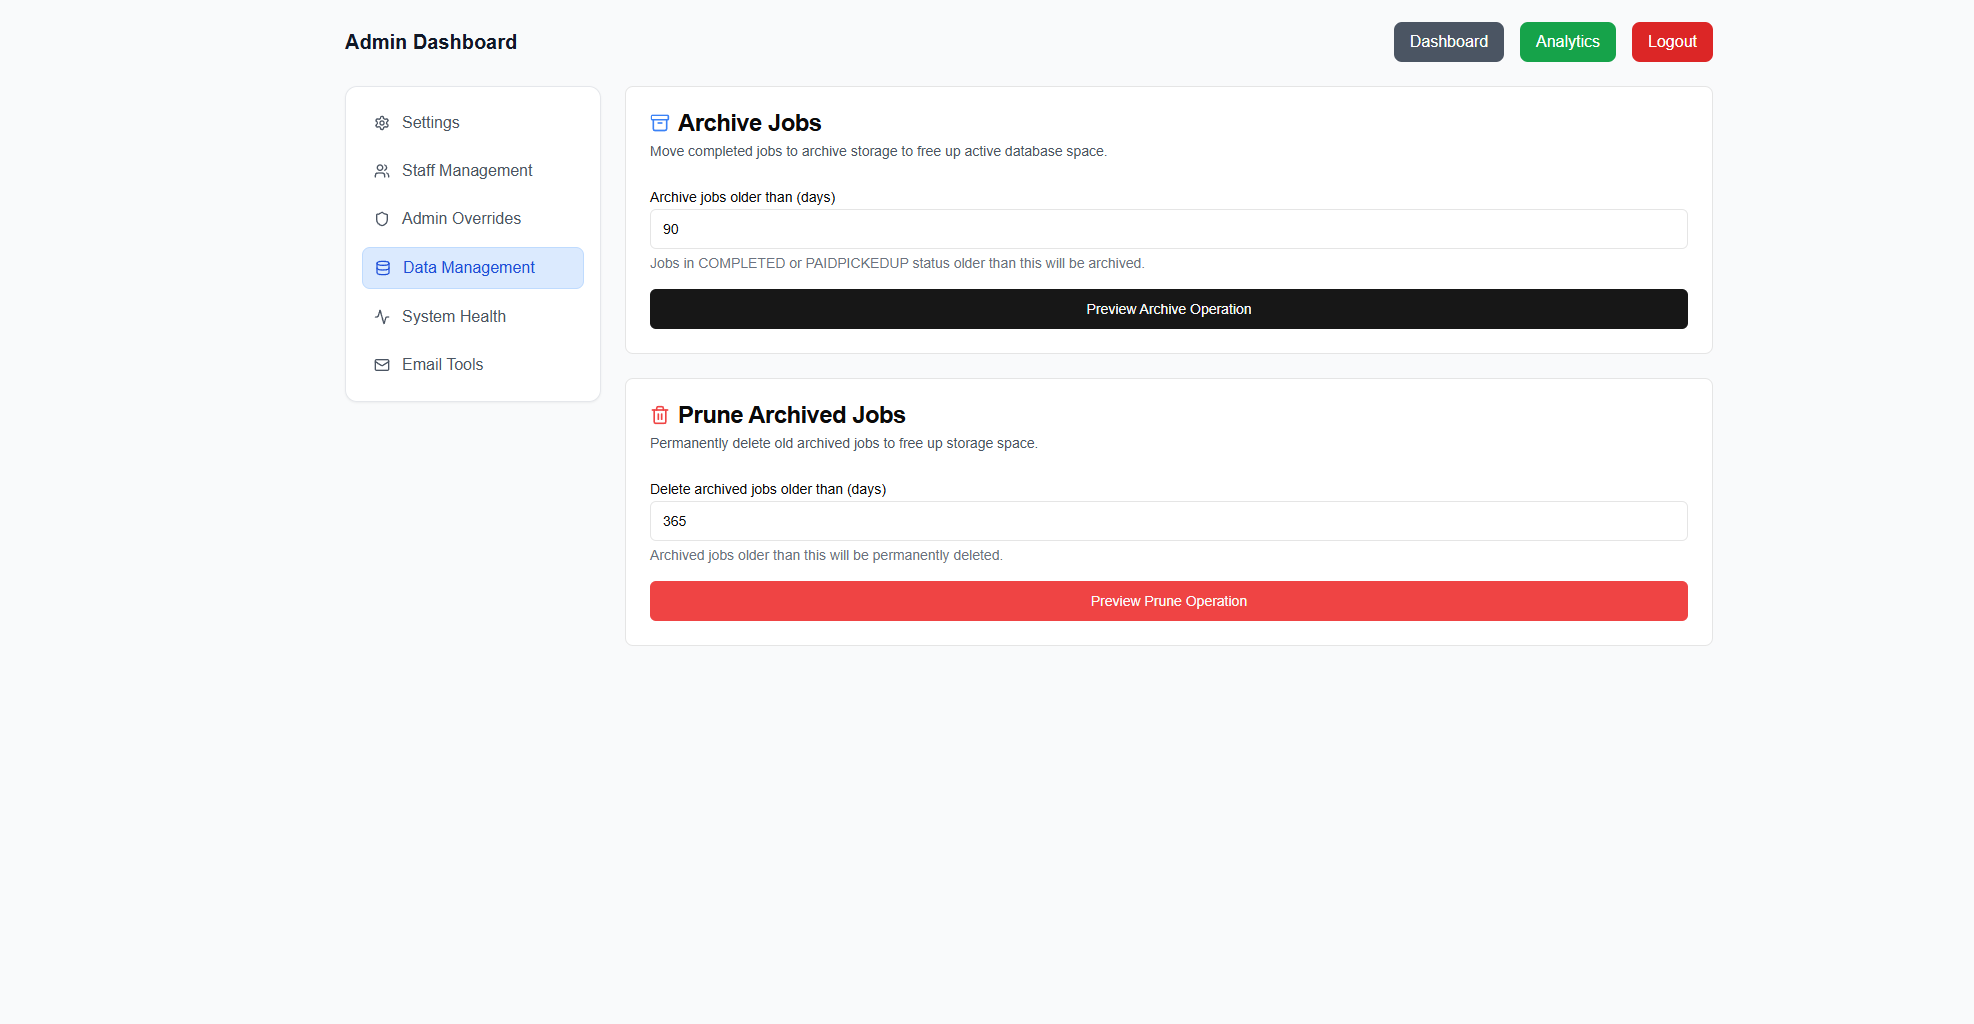 Admin Dashboard
Dashboard
Analytics
Logout
Settings
Staff Management
Admin Overrides
Data Management
System Health
Email Tools
Archive Jobs
Move completed jobs to archive storage to free up active database space.
Archive jobs older than (days)
90
Jobs in COMPLETED or PAIDPICKEDUP status older than this will be archived.
Preview Archive Operation
Prune Archived Jobs
Permanently delete old archived jobs to free up storage space.
Delete archived jobs older than (days)
365
Archived jobs older than this will be permanently deleted.
Preview Prune Operation